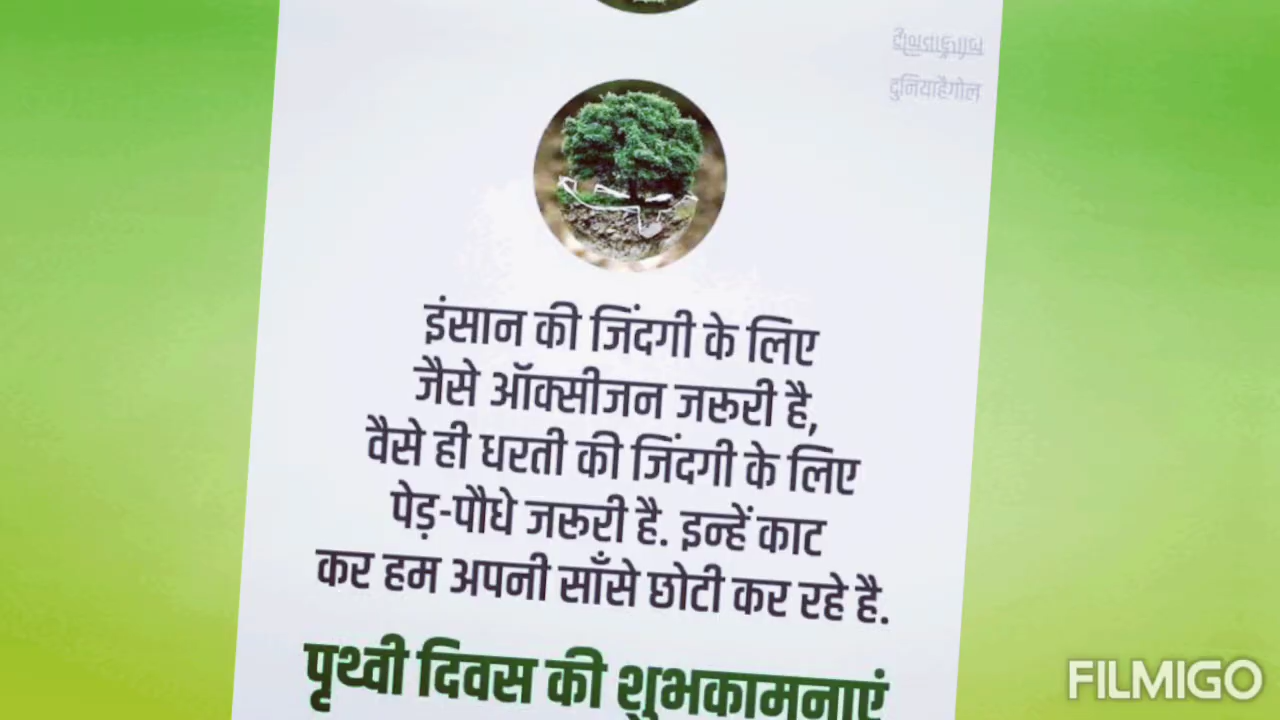 दुनियाहैगोल
इंसान की जिंदगी के लिए
जैसे ऑक्सीजन जरूरी है,
वैसे ही धरती की जिंदगी के लिए
पेड़-पौधे जरूरी है. इन्हें काट
कर हम अपनी साँसे छोटी कर रहे है.
पृथ्वी दिवस की शुभकामनाएं
FILMIGO